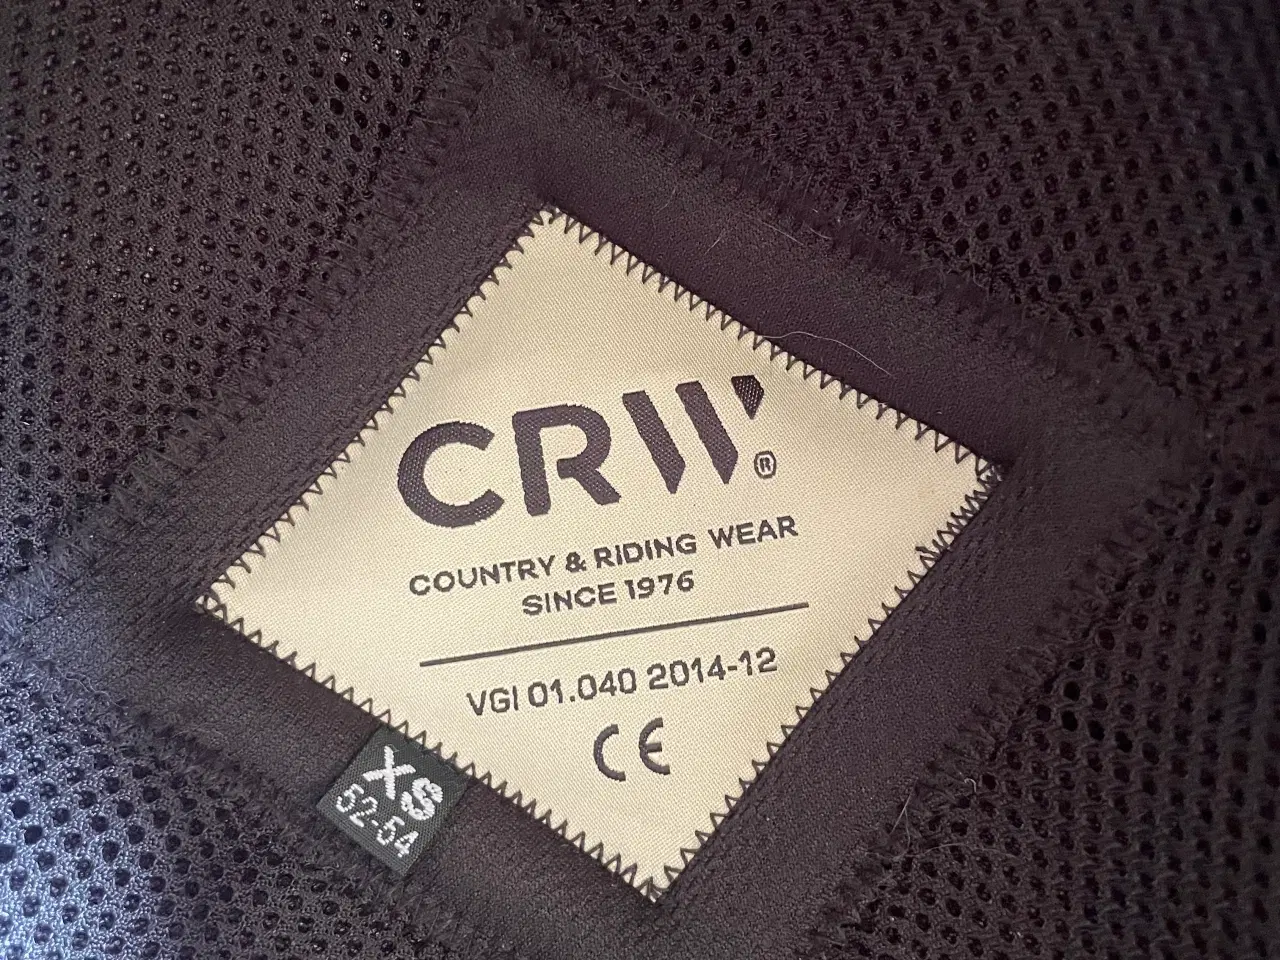 CRW®
COUNTRY & RIDING WEAR
SINCE 1976
VGI 01.040 2014-12
CE
XS
52-54